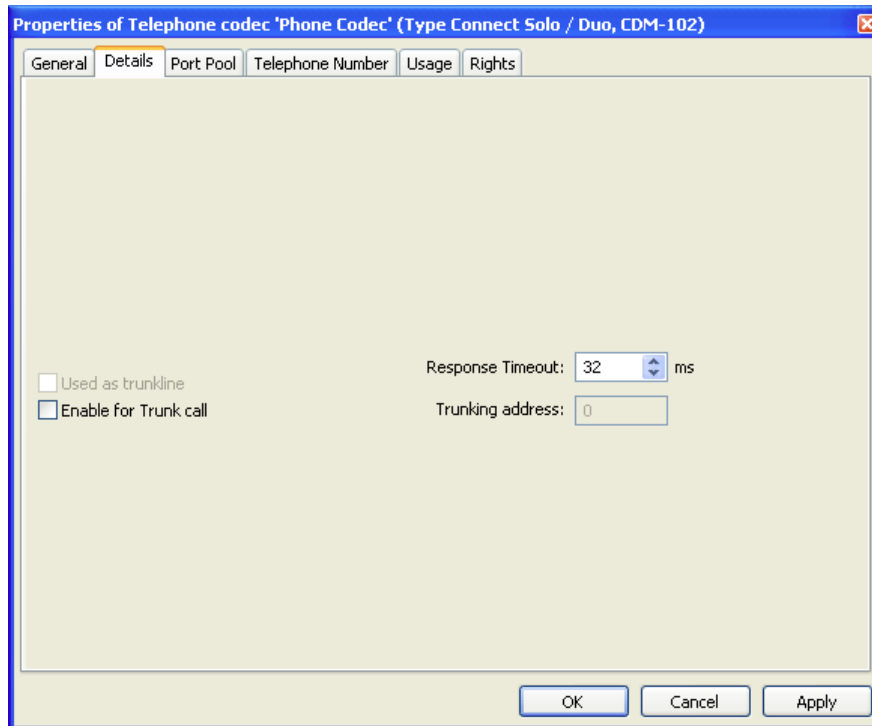 Properties of Telephone codec 'Phone Codec' (Type Connect Solo / Duo, CDM-102)
General Details Port Pool Telephone Number Usage Rights
Response Timeout: 32 ms
Used as trunkline
Enable for Trunk call
Trunking address: 0
OK Cancel Apply